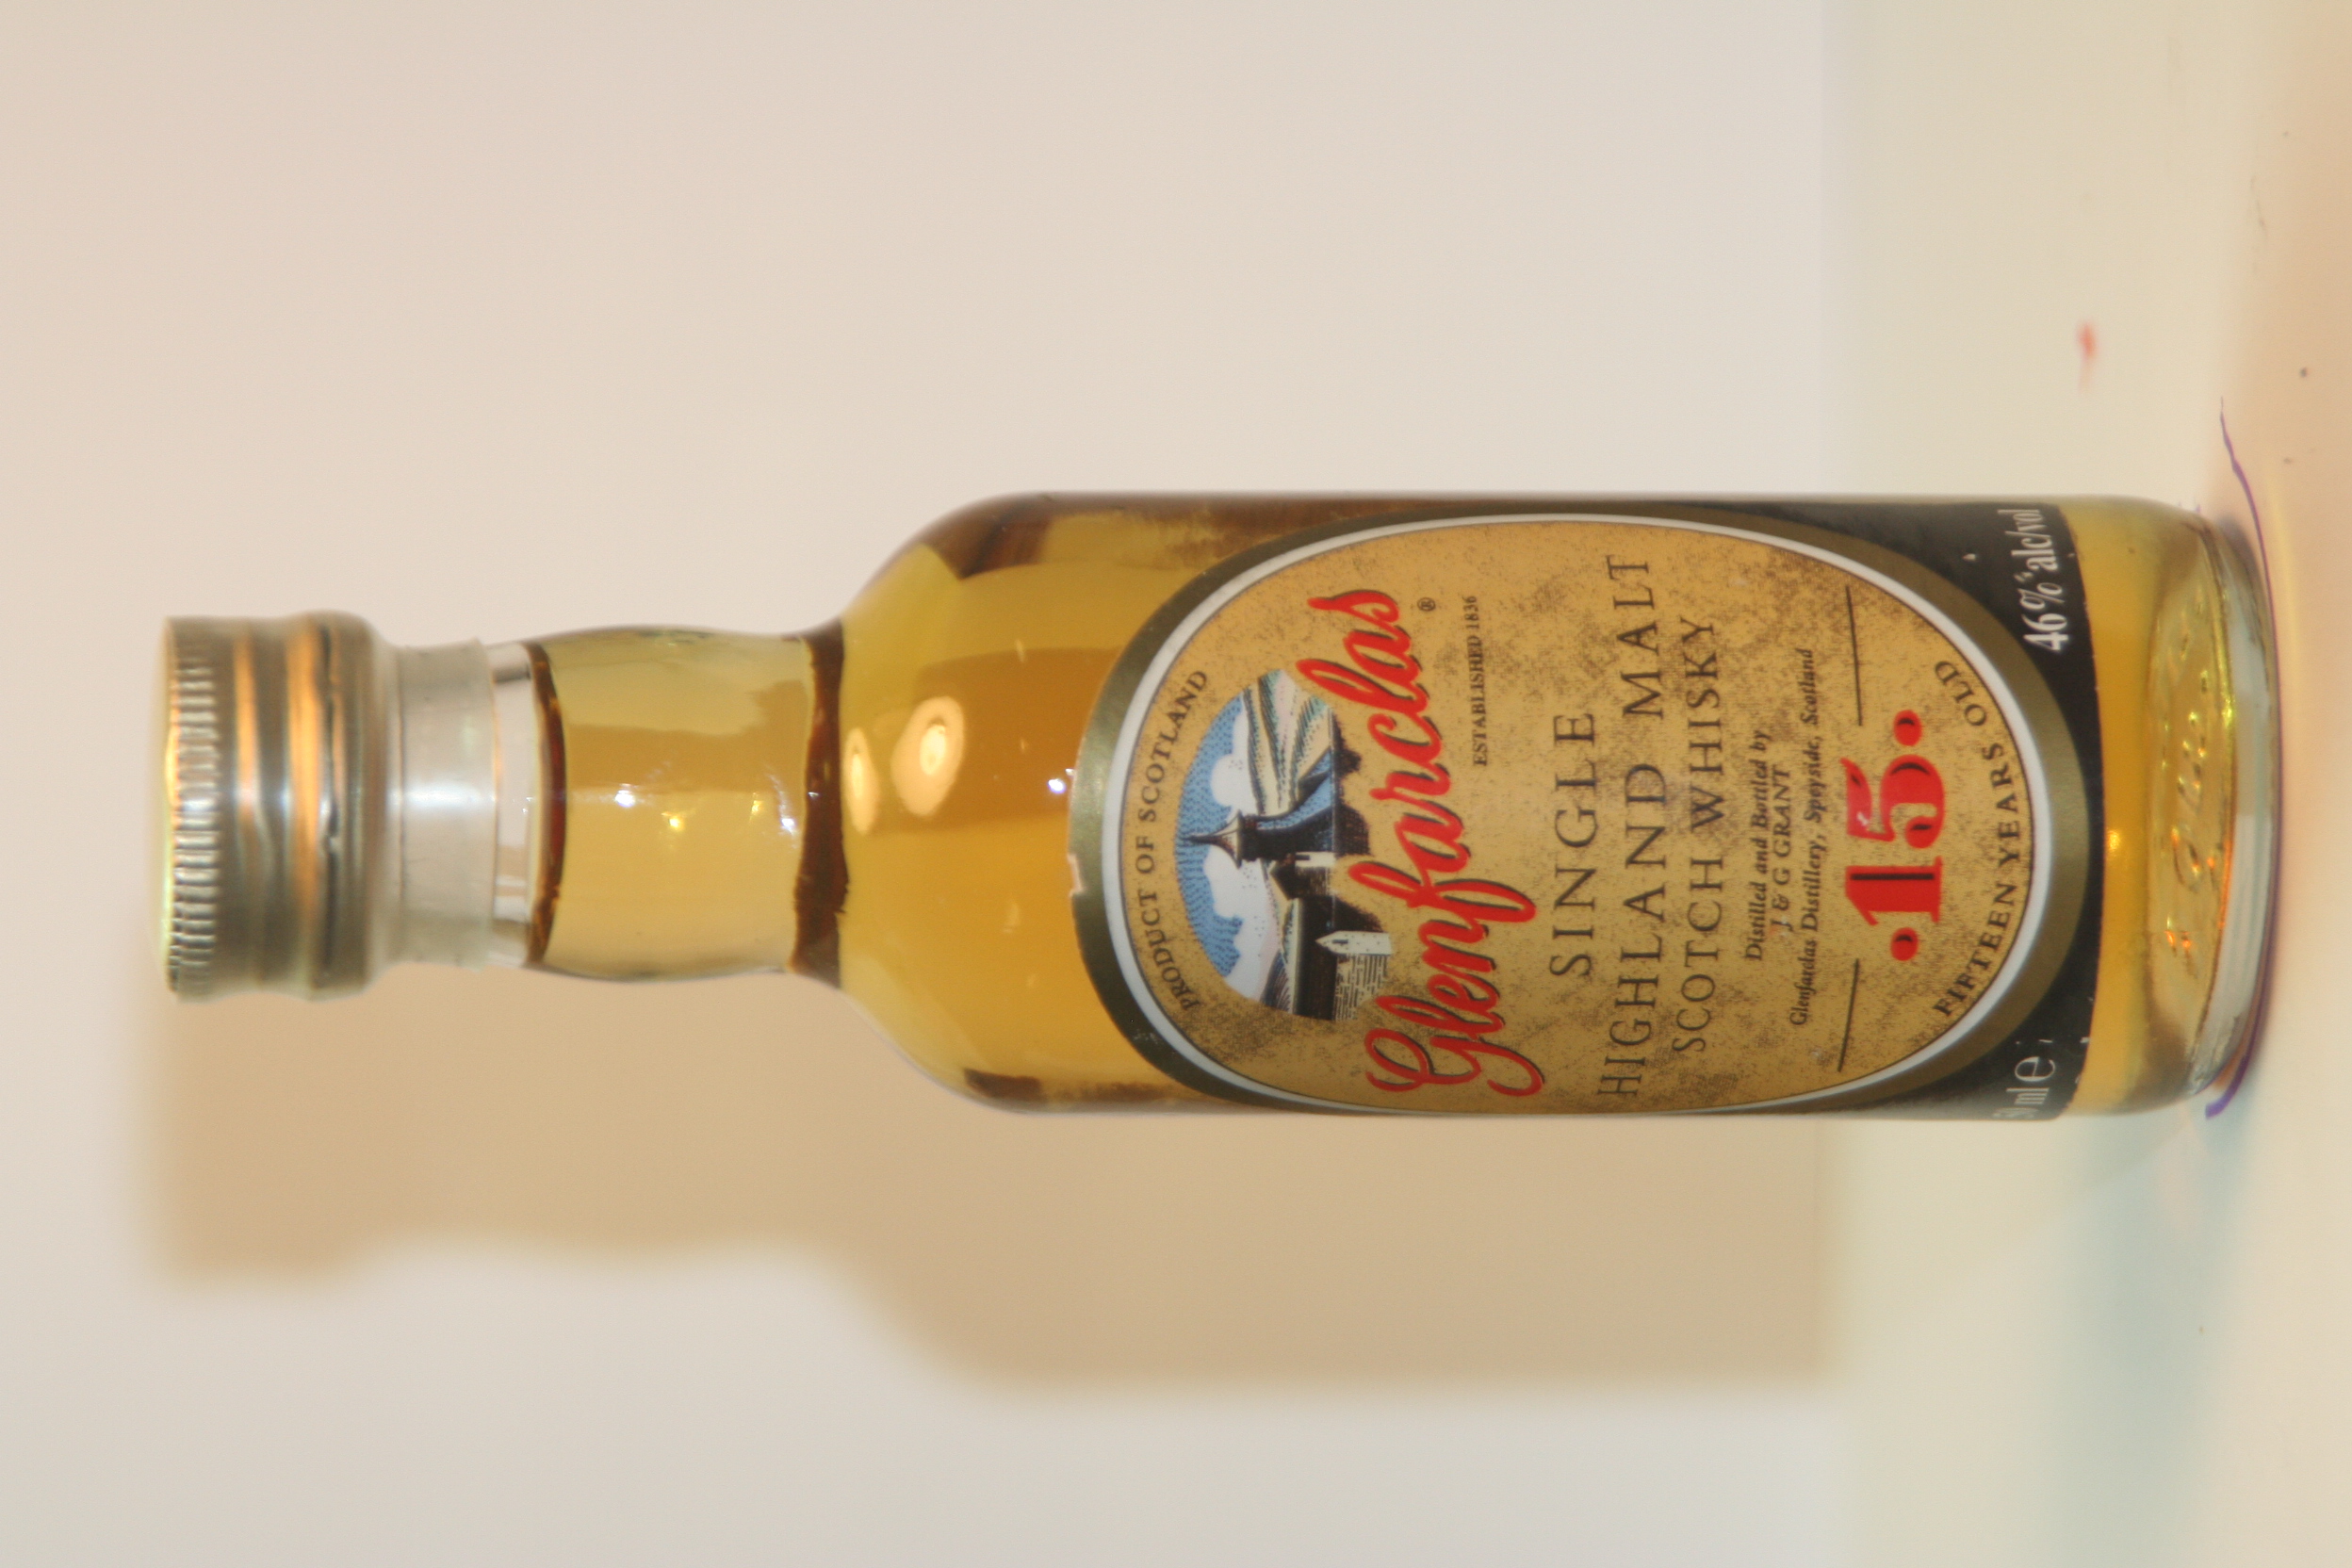 PRODUCT OF SCOTLAND
Glenfarclas®
ESTABLISHED 1836
SINGLE
HIGHLAND MALT
SCOTCH WHISKY
Distilled and Bottled by
J & G GRANT
Glenfarclas Distillery, Speyside, Scotland
·15·
FIFTEEN YEARS OLD
ml e 46% alc/vol